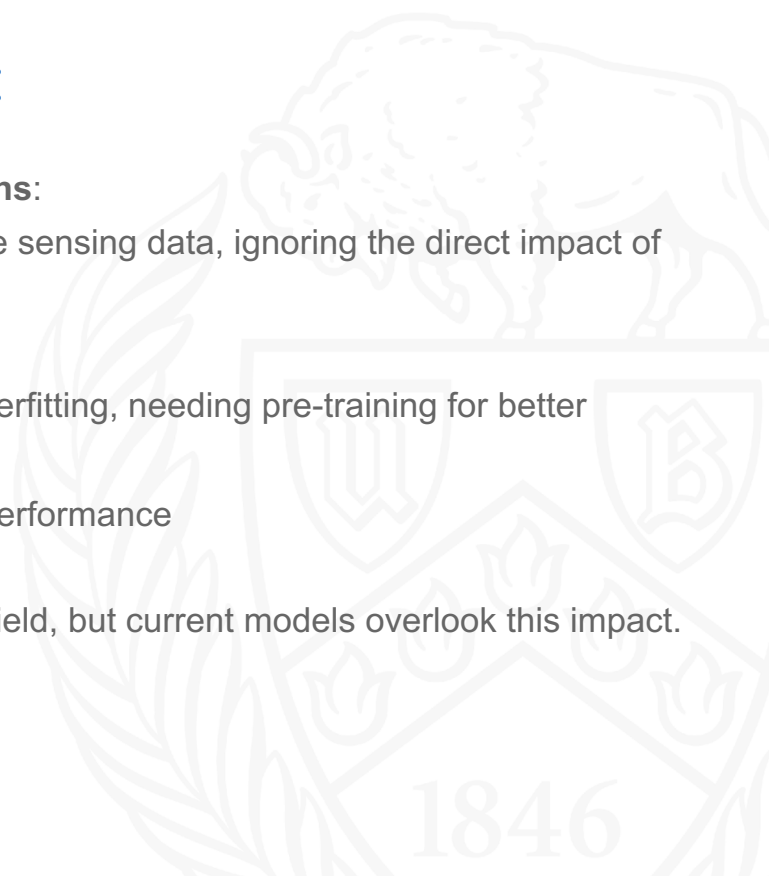 ns:
e sensing data, ignoring the direct impact of
erfitting, needing pre-training for better
erformance
ield, but current models overlook this impact.
U B
1846